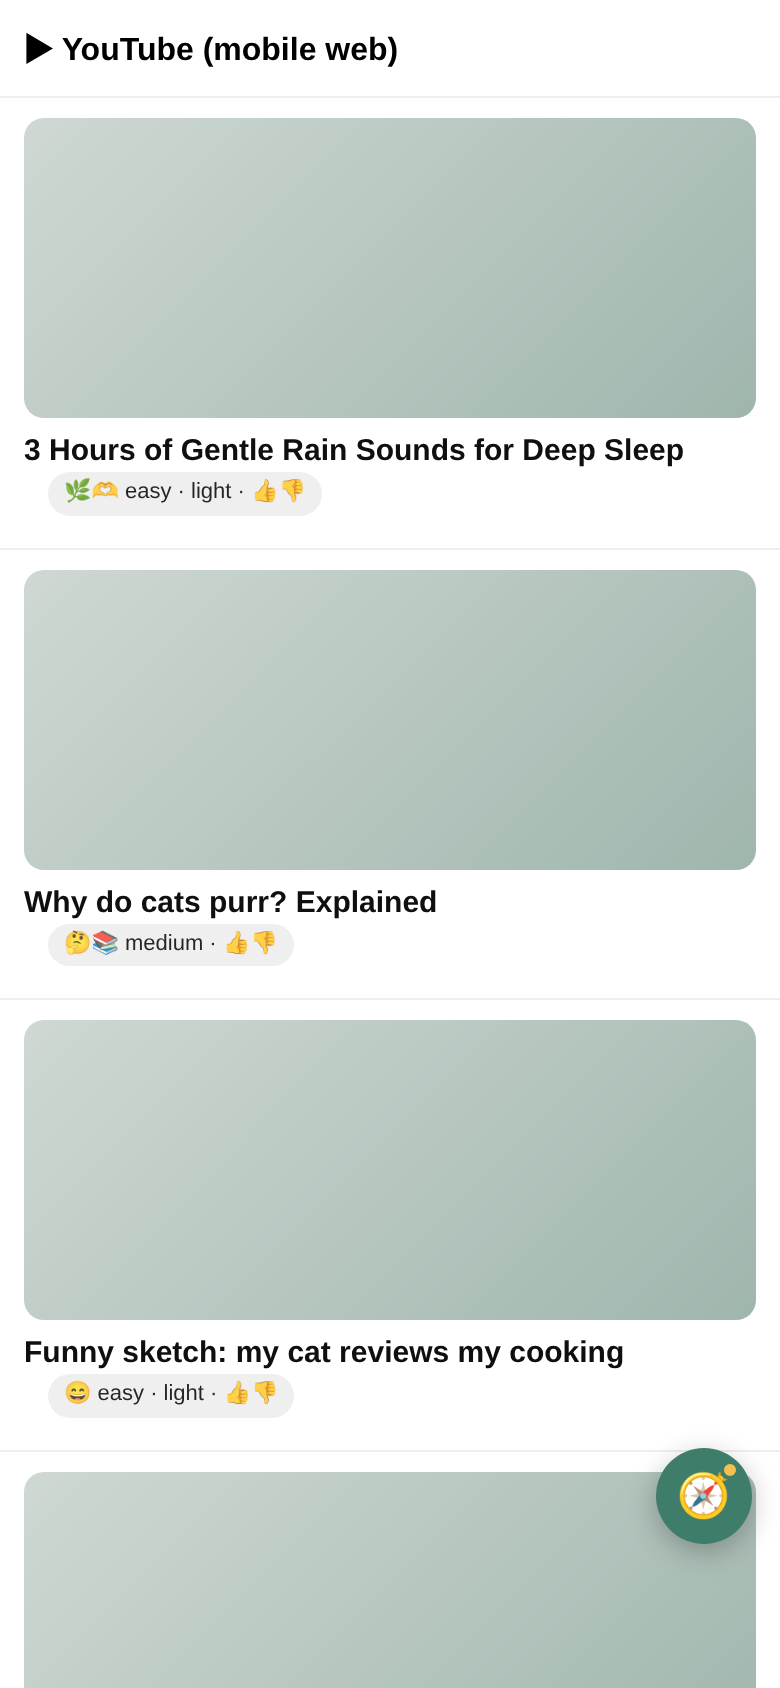 ▶ YouTube (mobile web)
3 Hours of Gentle Rain Sounds for Deep Sleep
🌿🫶 easy · light · 👍👎
Why do cats purr? Explained
🤔📚 medium · 👍👎
Funny sketch: my cat reviews my cooking
😄 easy · light · 👍👎